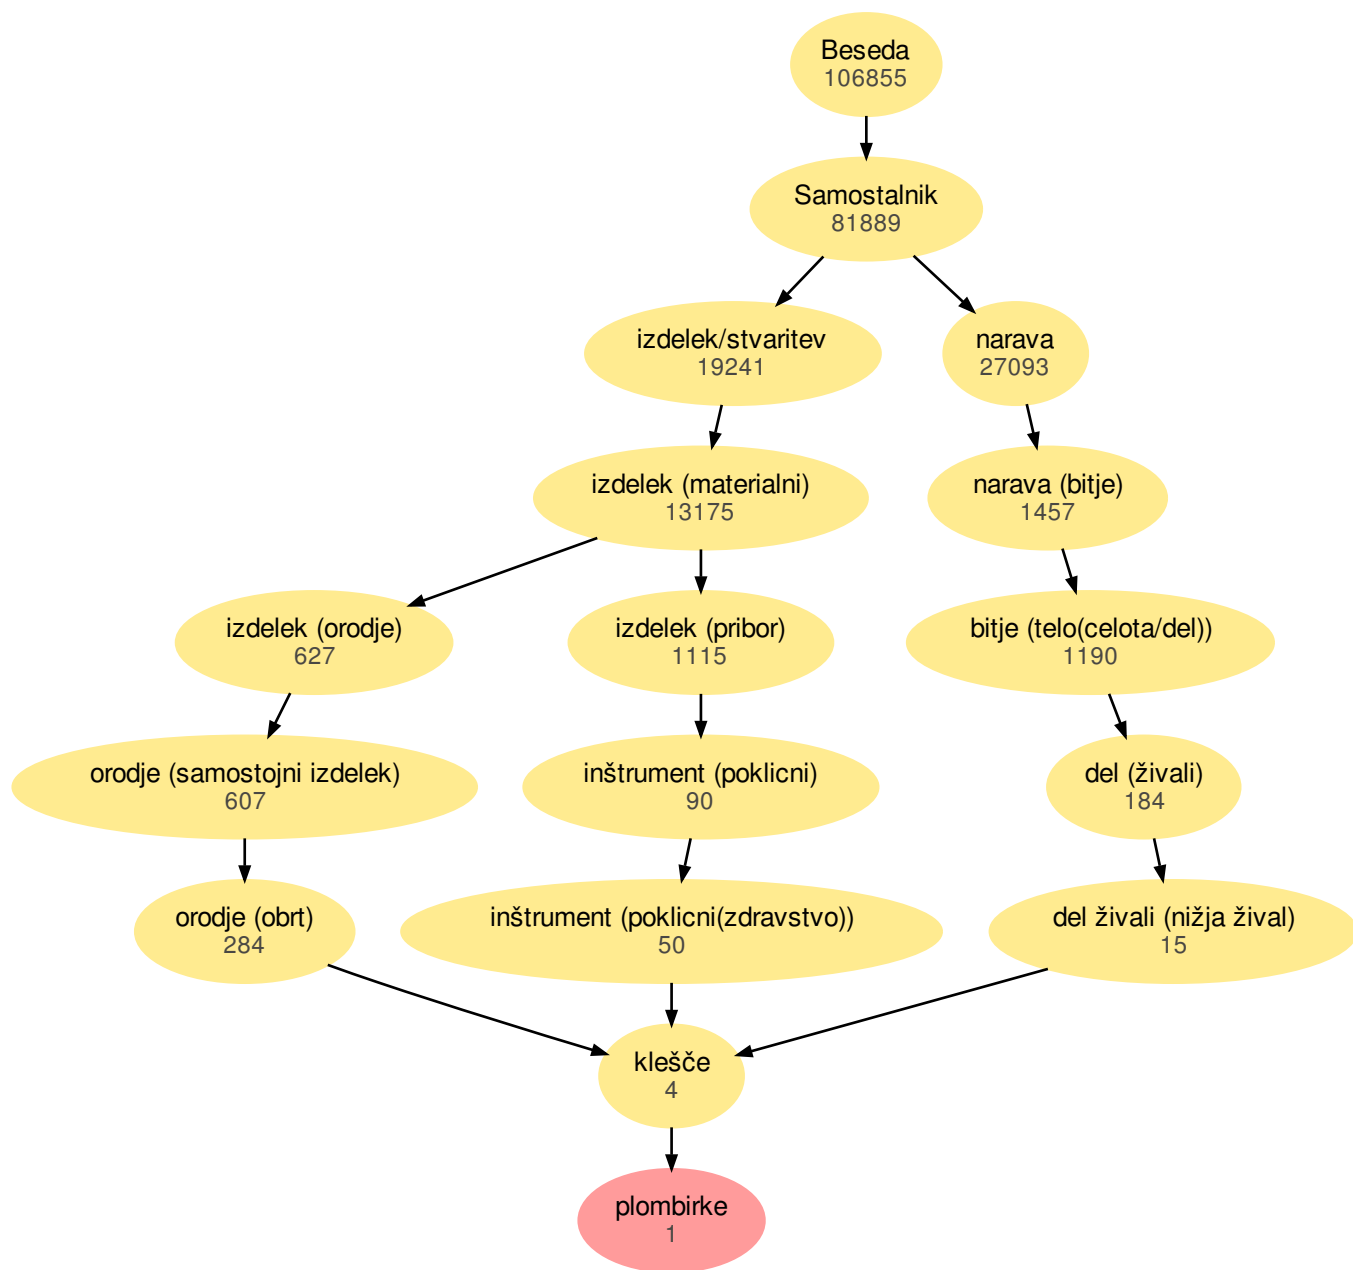 Beseda
106855
Samostalnik
81889
izdelek/stvaritev
19241
narava
27093
izdelek (materialni)
13175
narava (bitje)
1457
izdelek (orodje)
627
izdelek (pribor)
1115
bitje (telo(celota/del))
1190
orodje (samostojni izdelek)
607
inštrument (poklicni)
90
del (živali)
184
orodje (obrt)
284
inštrument (poklicni(zdravstvo))
50
del živali (nižja žival)
15
klešče
4
plombirke
1